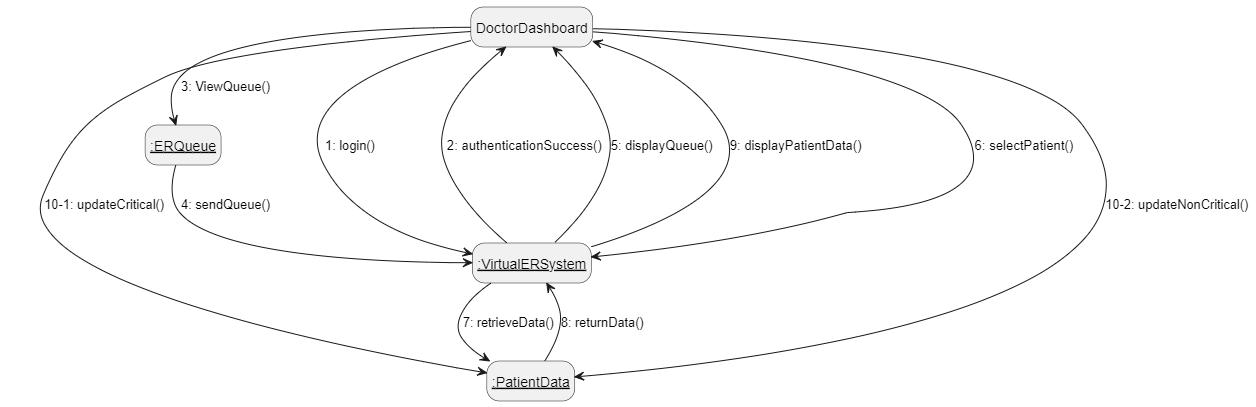 DoctorDashboard
3: ViewQueue()
:ERQueue
1: login()
2: authenticationSuccess()
5: displayQueue()
9: displayPatientData()
6: selectPatient()
10-1: updateCritical()
4: sendQueue()
10-2: updateNonCritical()
:VirtualERSystem
7: retrieveData()
8: returnData()
:PatientData